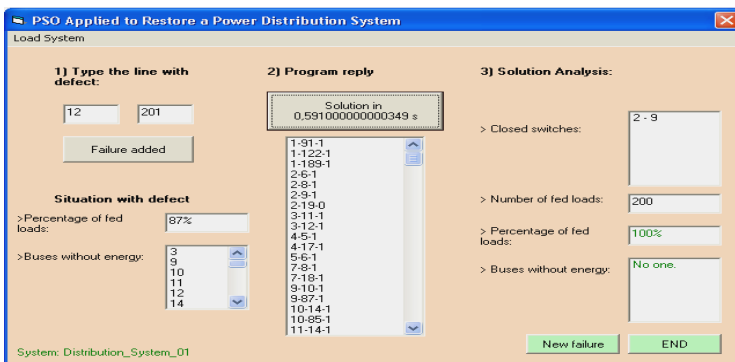 PSO Applied to Restore a Power Distribution System
Load System
1) Type the line with
defect:
12
201
Failure added
Situation with defect
>Percentage of fed
loads:
87%
>Buses without energy:
3
9
10
11
12
14
2) Program reply
Solution in
0,591000000000349 s
1-91-1
1-122-1
1-189-1
2-6-1
2-8-1
2-9-1
2-19-0
3-11-1
3-12-1
4-5-1
4-17-1
5-6-1
7-8-1
7-18-1
9-10-1
9-87-1
10-14-1
10-85-1
11-14-1
3) Solution Analysis:
> Closed switches:
2 - 9
> Number of fed loads:
200
> Percentage of fed
loads:
100%
> Buses without energy:
No one.
New failure
END
System: Distribution_System_01